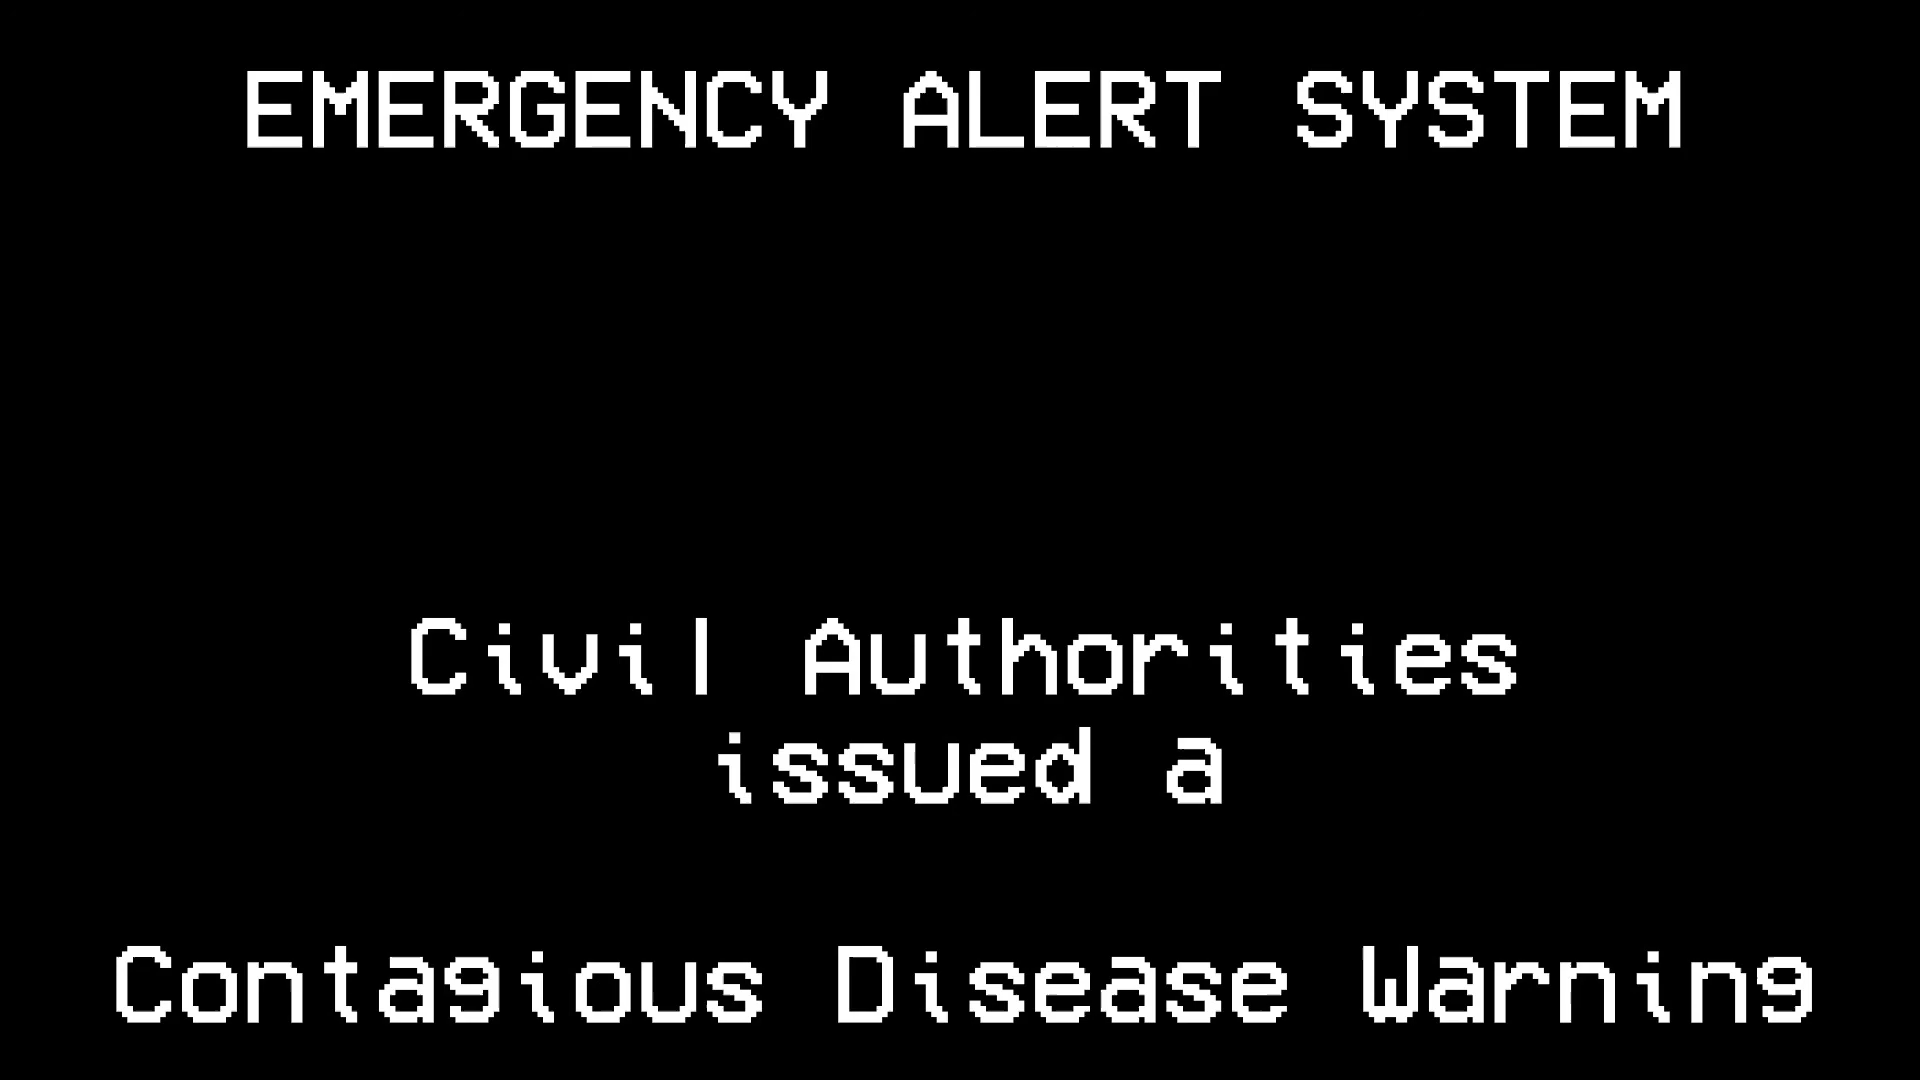 EMERGENCY ALERT SYSTEM
Civil Authorities
issued a
Contagious Disease Warning